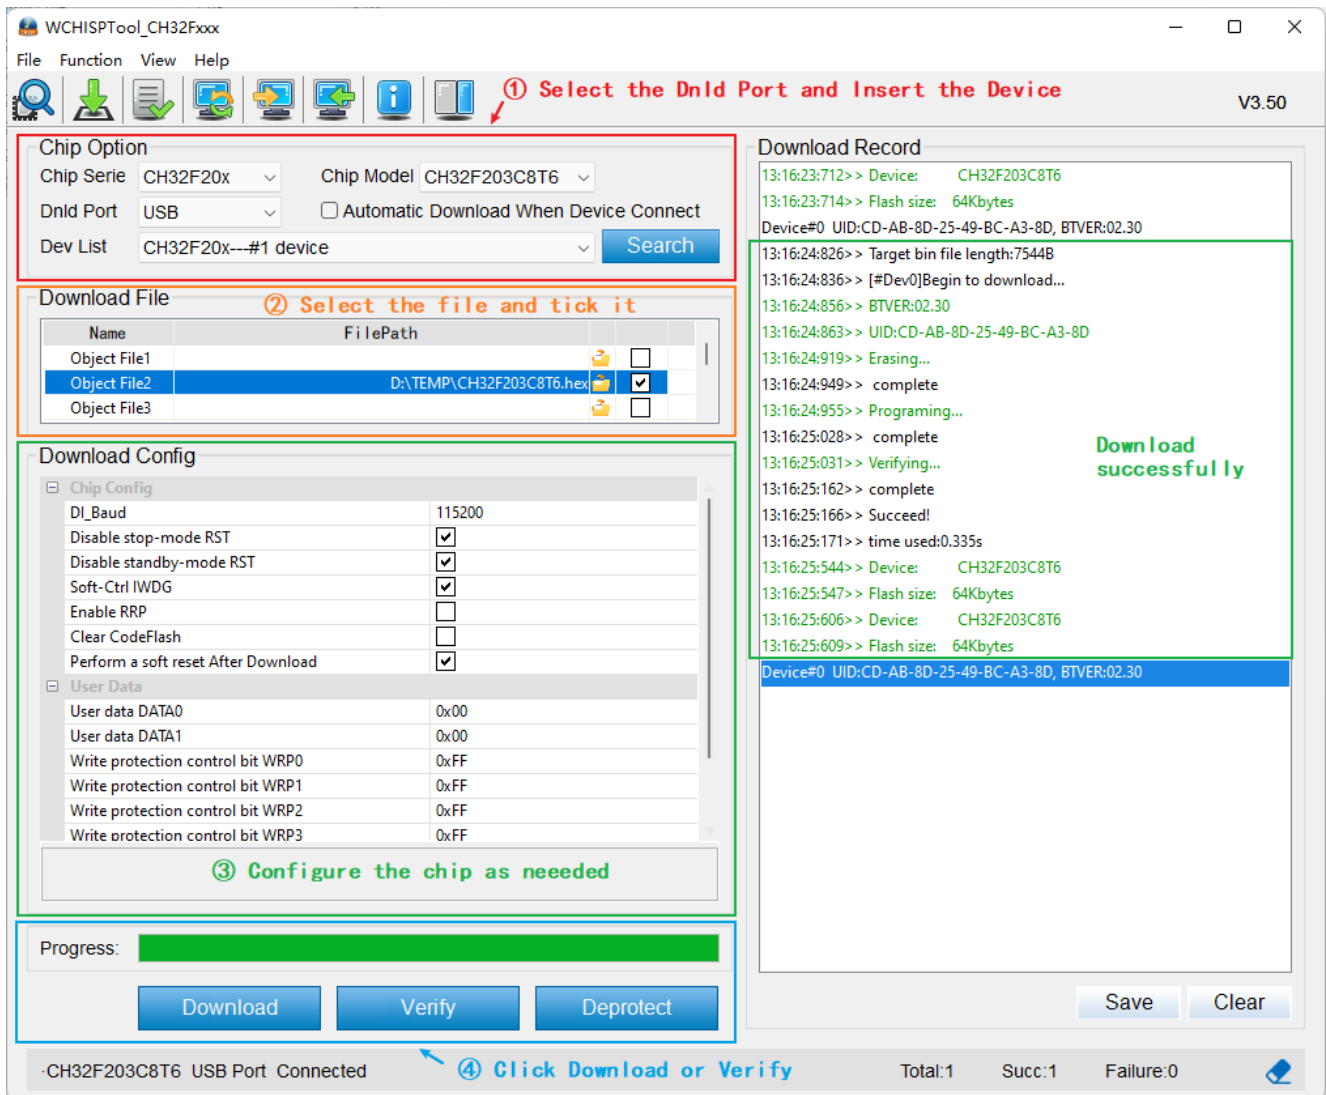 WCHISPTool_CH32Fxxx
File Function View Help
① Select the Dnld Port and Insert the Device
V3.50
Chip Option
Chip Serie CH32F20x Chip Model CH32F203C8T6
Dnld Port USB Automatic Download When Device Connect
Dev List CH32F20x---#1 device Search
Download File ② Select the file and tick it
Name FilePath
Object File1
Object File2 D:\TEMP\CH32F203C8T6.hex
Object File3
Download Config
Chip Config
DI_Baud 115200
Disable stop-mode RST
Disable standby-mode RST
Soft-Ctrl IWDG
Enable RRP
Clear CodeFlash
Perform a soft reset After Download
User Data
User data DATA0 0x00
User data DATA1 0x00
Write protection control bit WRP0 0xFF
Write protection control bit WRP1 0xFF
Write protection control bit WRP2 0xFF
Write protection control bit WRP3 0xFF
③ Configure the chip as neeeded
Progress:
Download Verify Deprotect
Download Record
13:16:23:712>> Device: CH32F203C8T6
13:16:23:714>> Flash size: 64Kbytes
Device#0 UID:CD-AB-8D-25-49-BC-A3-8D, BTVER:02.30
13:16:24:826>> Target bin file length:7544B
13:16:24:836>> [#Dev0]Begin to download...
13:16:24:856>> BTVER:02.30
13:16:24:863>> UID:CD-AB-8D-25-49-BC-A3-8D
13:16:24:919>> Erasing...
13:16:24:949>> complete
13:16:24:955>> Programing...
13:16:25:028>> complete
13:16:25:031>> Verifying...
13:16:25:162>> complete
13:16:25:166>> Succeed!
13:16:25:171>> time used:0.335s
13:16:25:544>> Device: CH32F203C8T6
13:16:25:547>> Flash size: 64Kbytes
13:16:25:606>> Device: CH32F203C8T6
13:16:25:609>> Flash size: 64Kbytes
Device#0 UID:CD-AB-8D-25-49-BC-A3-8D, BTVER:02.30
Download
successfully
Save Clear
·CH32F203C8T6 USB Port Connected
④ Click Download or Verify
Total:1 Succ:1 Failure:0